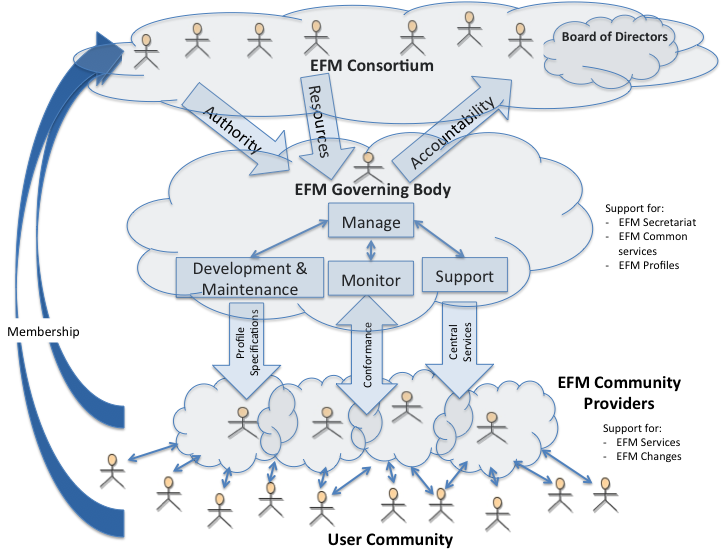 Board of Directors
EFM Consortium
Authority
Resources
Accountability
EFM Governing Body
Manage
Support for:
- EFM Secretariat
- EFM Common
services
- EFM Profiles
Development &
Maintenance
Monitor
Support
Membership
Profile
Specifications
Conformance
Central
Services
EFM Community
Providers
Support for:
- EFM Services
- EFM Changes
User Community